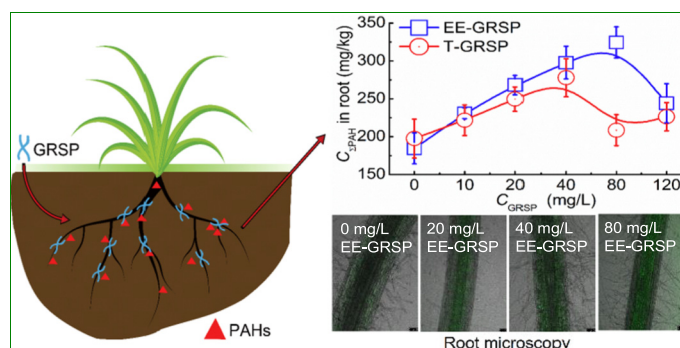 GRSP
PAHs
EE-GRSP
T-GRSP
C_ΣPAH in root (mg/kg)
350
300
250
200
150
0 10 20 40 80 120
C_GRSP (mg/L)
0 mg/L
EE-GRSP
20 mg/L
EE-GRSP
40 mg/L
EE-GRSP
80 mg/L
EE-GRSP
Root microscopy